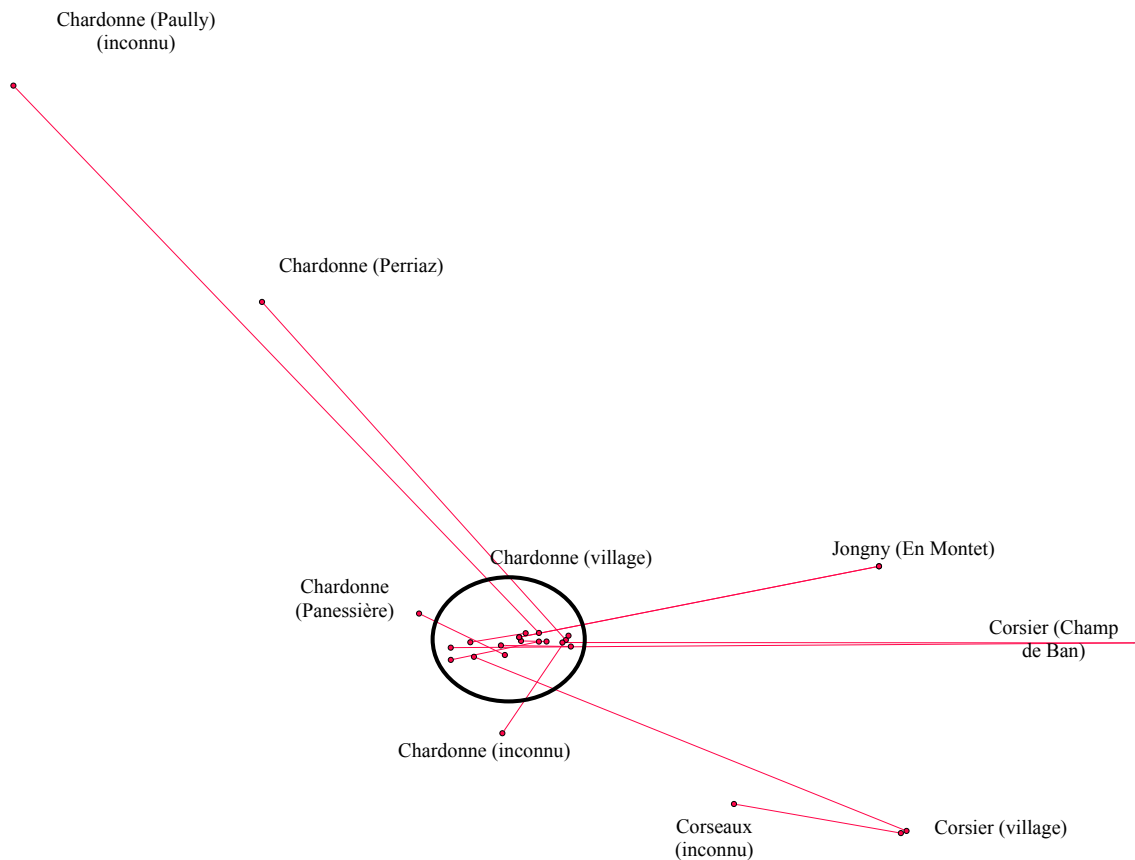 Chardonne (Paully)
(inconnu)
Chardonne (Perriaz)
Chardonne (village)
Jongny (En Montet)
Chardonne
(Panessière)
Corsier (Champ
de Ban)
Chardonne (inconnu)
Corseaux
(inconnu)
Corsier (village)